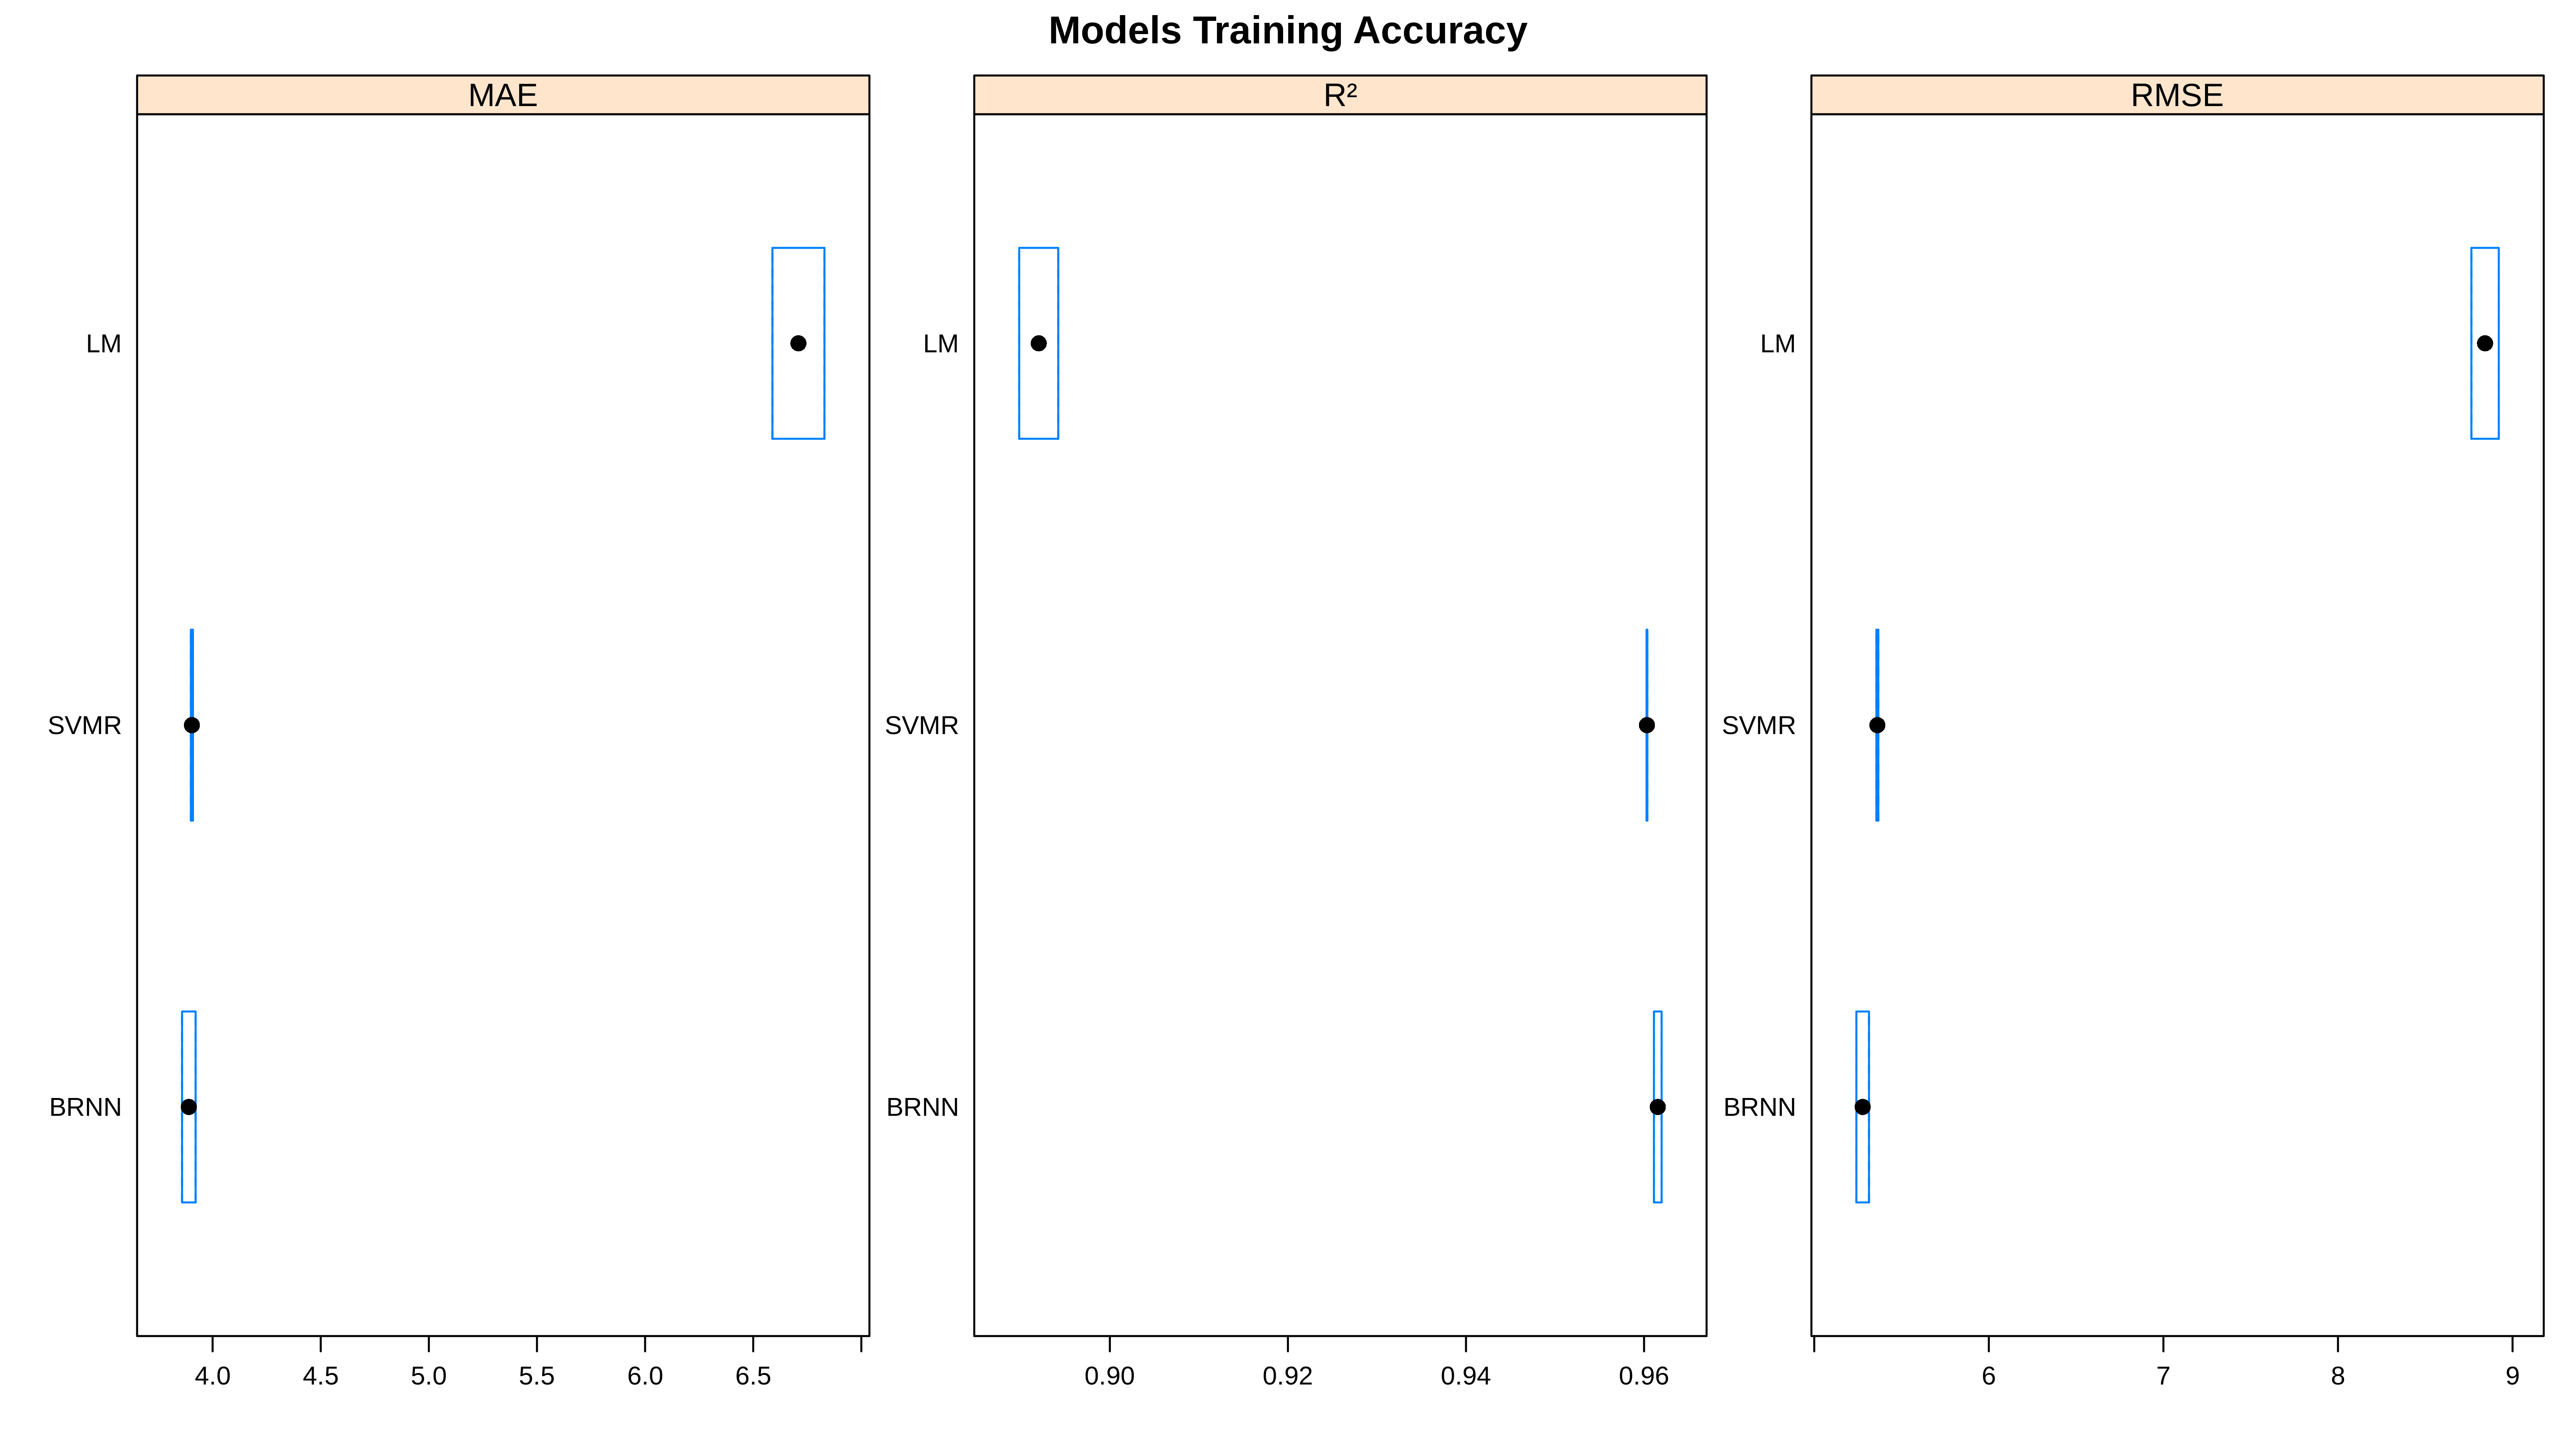 Models Training Accuracy
MAE
R²
RMSE
LM
LM
LM
SVMR
SVMR
SVMR
BRNN
BRNN
BRNN
4.0 4.5 5.0 5.5 6.0 6.5
0.90 0.92 0.94 0.96
6 7 8 9